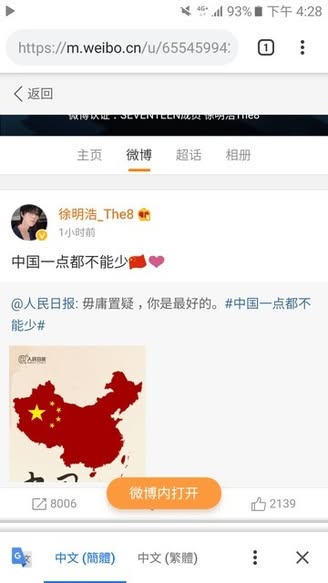 4G+ 93% 下午 4:28
https://m.weibo.cn/u/655459942
1
返回
微博认证：SEVENTEEN成员 徐明浩The8
主页 微博 超话 相册
徐明浩_The8
1小时前
中国一点都不能少🇨🇳💜
@人民日报: 毋庸置疑，你是最好的。#中国一点都不
能少#
@人民日报
微博内打开
8006 2139
中文 (簡體) 中文 (繁體)